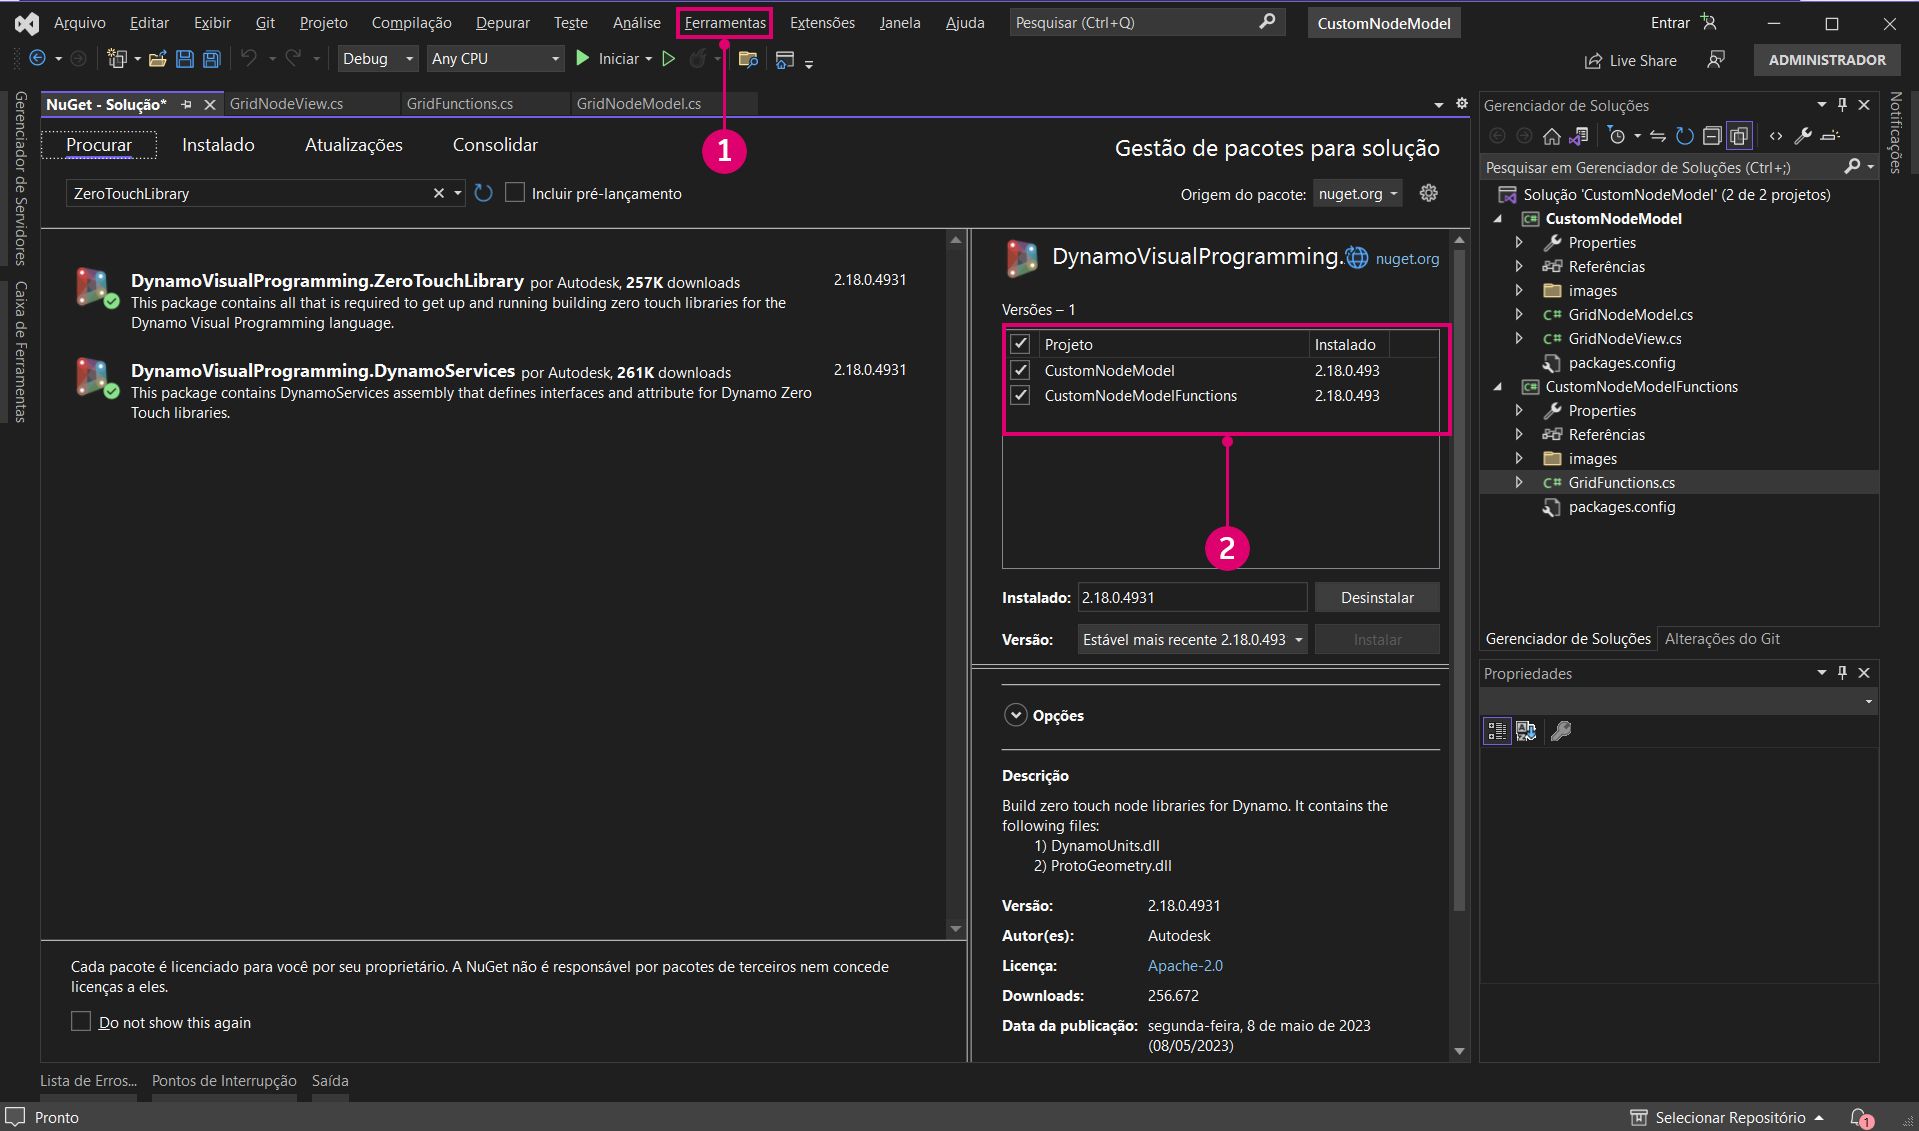 Arquivo Editar Exibir Git Projeto Compilação Depurar Teste Análise Ferramentas Extensões Janela Ajuda Pesquisar (Ctrl+Q) CustomNodeModel Entrar
Debug Any CPU Iniciar Live Share ADMINISTRADOR
Gerenciador de Servidores
Caixa de Ferramentas
NuGet - Solução* GridNodeView.cs GridFunctions.cs GridNodeModel.cs
Procurar Instalado Atualizações Consolidar
1
Gestão de pacotes para solução
ZeroTouchLibrary Incluir pré-lançamento
Origem do pacote: nuget.org
DynamoVisualProgramming.ZeroTouchLibrary por Autodesk, 257K downloads 2.18.0.4931
This package contains all that is required to get up and running building zero touch libraries for the
Dynamo Visual Programming language.
DynamoVisualProgramming.DynamoServices por Autodesk, 261K downloads 2.18.0.4931
This package contains DynamoServices assembly that defines interfaces and attribute for Dynamo Zero
Touch libraries.
Cada pacote é licenciado para você por seu proprietário. A NuGet não é responsável por pacotes de terceiros nem concede
licenças a eles.
Do not show this again
DynamoVisualProgramming. nuget.org
Versões – 1
Projeto Instalado
CustomNodeModel 2.18.0.493
CustomNodeModelFunctions 2.18.0.493
2
Instalado: 2.18.0.4931 Desinstalar
Versão: Estável mais recente 2.18.0.493 Instalar
Opções
Descrição
Build zero touch node libraries for Dynamo. It contains the
following files:
1) DynamoUnits.dll
2) ProtoGeometry.dll
Versão: 2.18.0.4931
Autor(es): Autodesk
Licença: Apache-2.0
Downloads: 256.672
Data da publicação: segunda-feira, 8 de maio de 2023
(08/05/2023)
Gerenciador de Soluções
Pesquisar em Gerenciador de Soluções (Ctrl+;)
Solução 'CustomNodeModel' (2 de 2 projetos)
C# CustomNodeModel
Properties
Referências
images
C# GridNodeModel.cs
C# GridNodeView.cs
packages.config
C# CustomNodeModelFunctions
Properties
Referências
images
C# GridFunctions.cs
packages.config
Gerenciador de Soluções Alterações do Git
Propriedades
Notificações
Lista de Erros... Pontos de Interrupção Saída
Pronto Selecionar Repositório 1